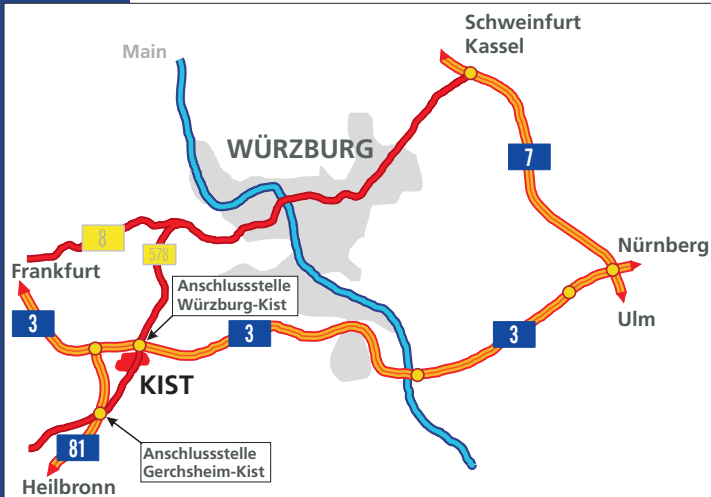 Schweinfurt
Kassel
Main
WÜRZBURG
7
8
578
Nürnberg
Frankfurt
Anschlussstelle
Würzburg-Kist
3
3
3
Ulm
KIST
81
Anschlussstelle
Gerchsheim-Kist
Heilbronn